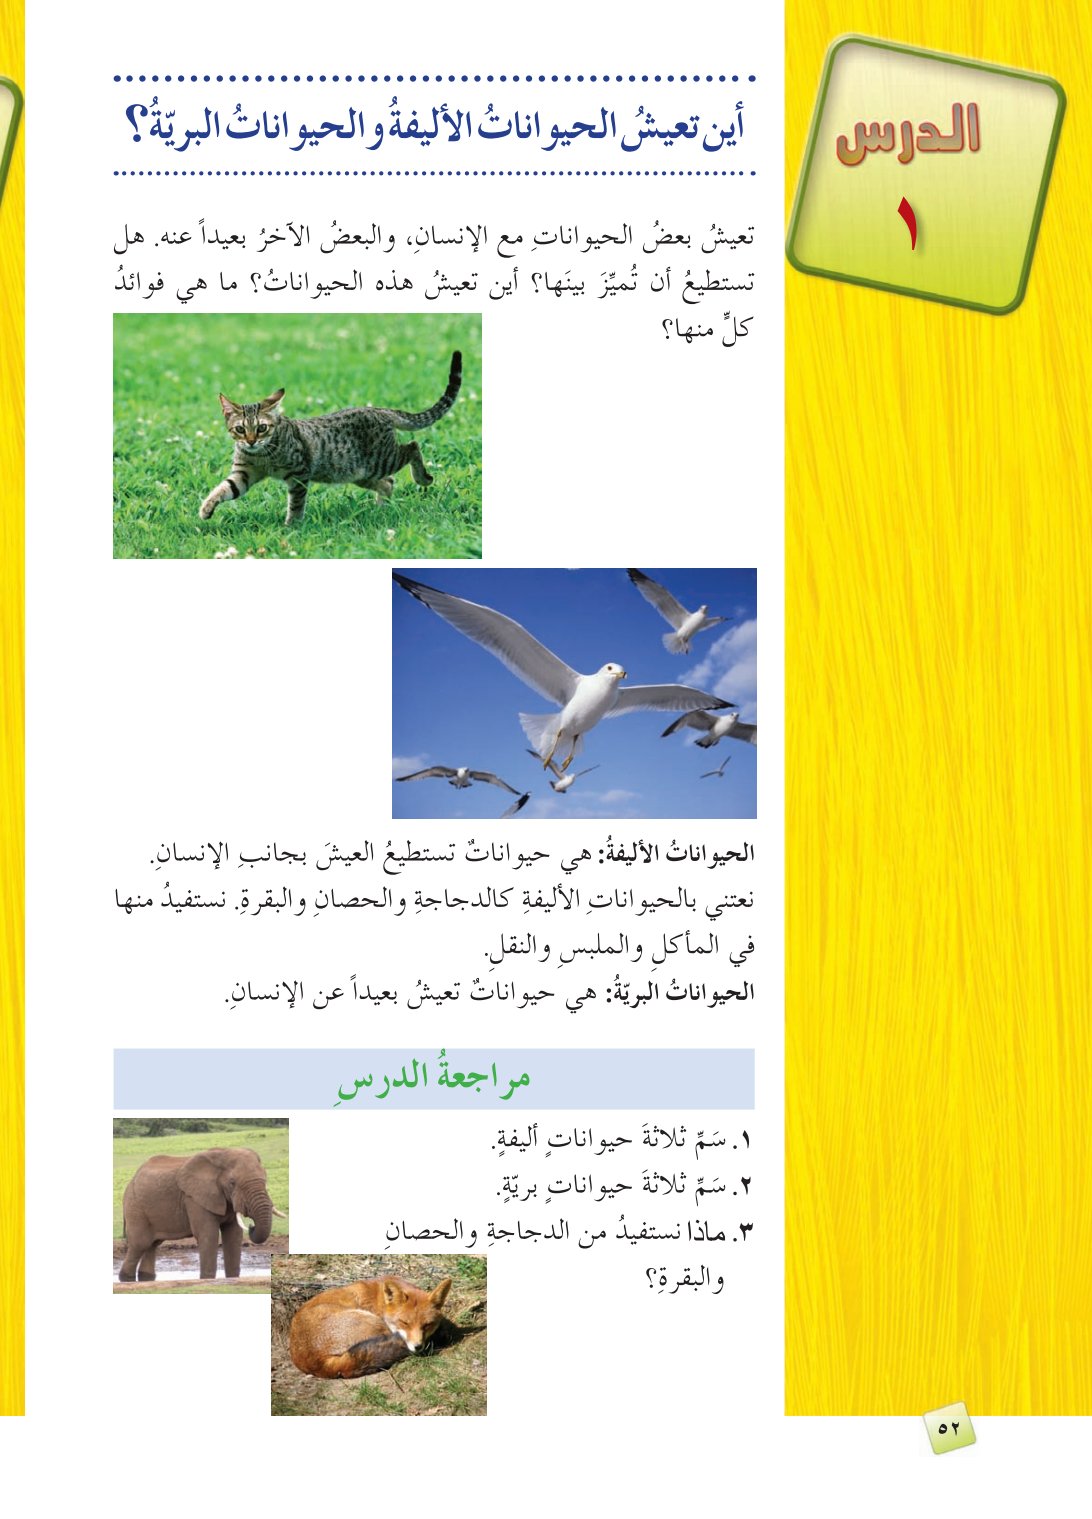 الدرس
١
أين تعيشُ الحيواناتُ الأليفةُ والحيواناتُ البريّةُ؟
تعيشُ بعضُ الحيواناتِ مع الإنسانِ، والبعضُ الآخرُ بعيداً عنه. هل
تستطيعُ أن تُميِّزَ بينَها؟ أين تعيشُ هذه الحيواناتُ؟ ما هي فوائدُ
كلٍّ منها؟
الحيواناتُ الأليفةُ: هي حيواناتٌ تستطيعُ العيشَ بجانبِ الإنسانِ.
نعتني بالحيواناتِ الأليفةِ كالدجاجةِ والحصانِ والبقرةِ. نستفيدُ منها
في المأكلِ والملبسِ والنقلِ.
الحيواناتُ البريّةُ: هي حيواناتٌ تعيشُ بعيداً عن الإنسانِ.
مراجعةُ الدرسِ
١. سَمِّ ثلاثةَ حيواناتٍ أليفةٍ.
٢. سَمِّ ثلاثةَ حيواناتٍ بريّةٍ.
٣. ماذا نستفيدُ من الدجاجةِ والحصانِ
والبقرةِ؟
٥٢